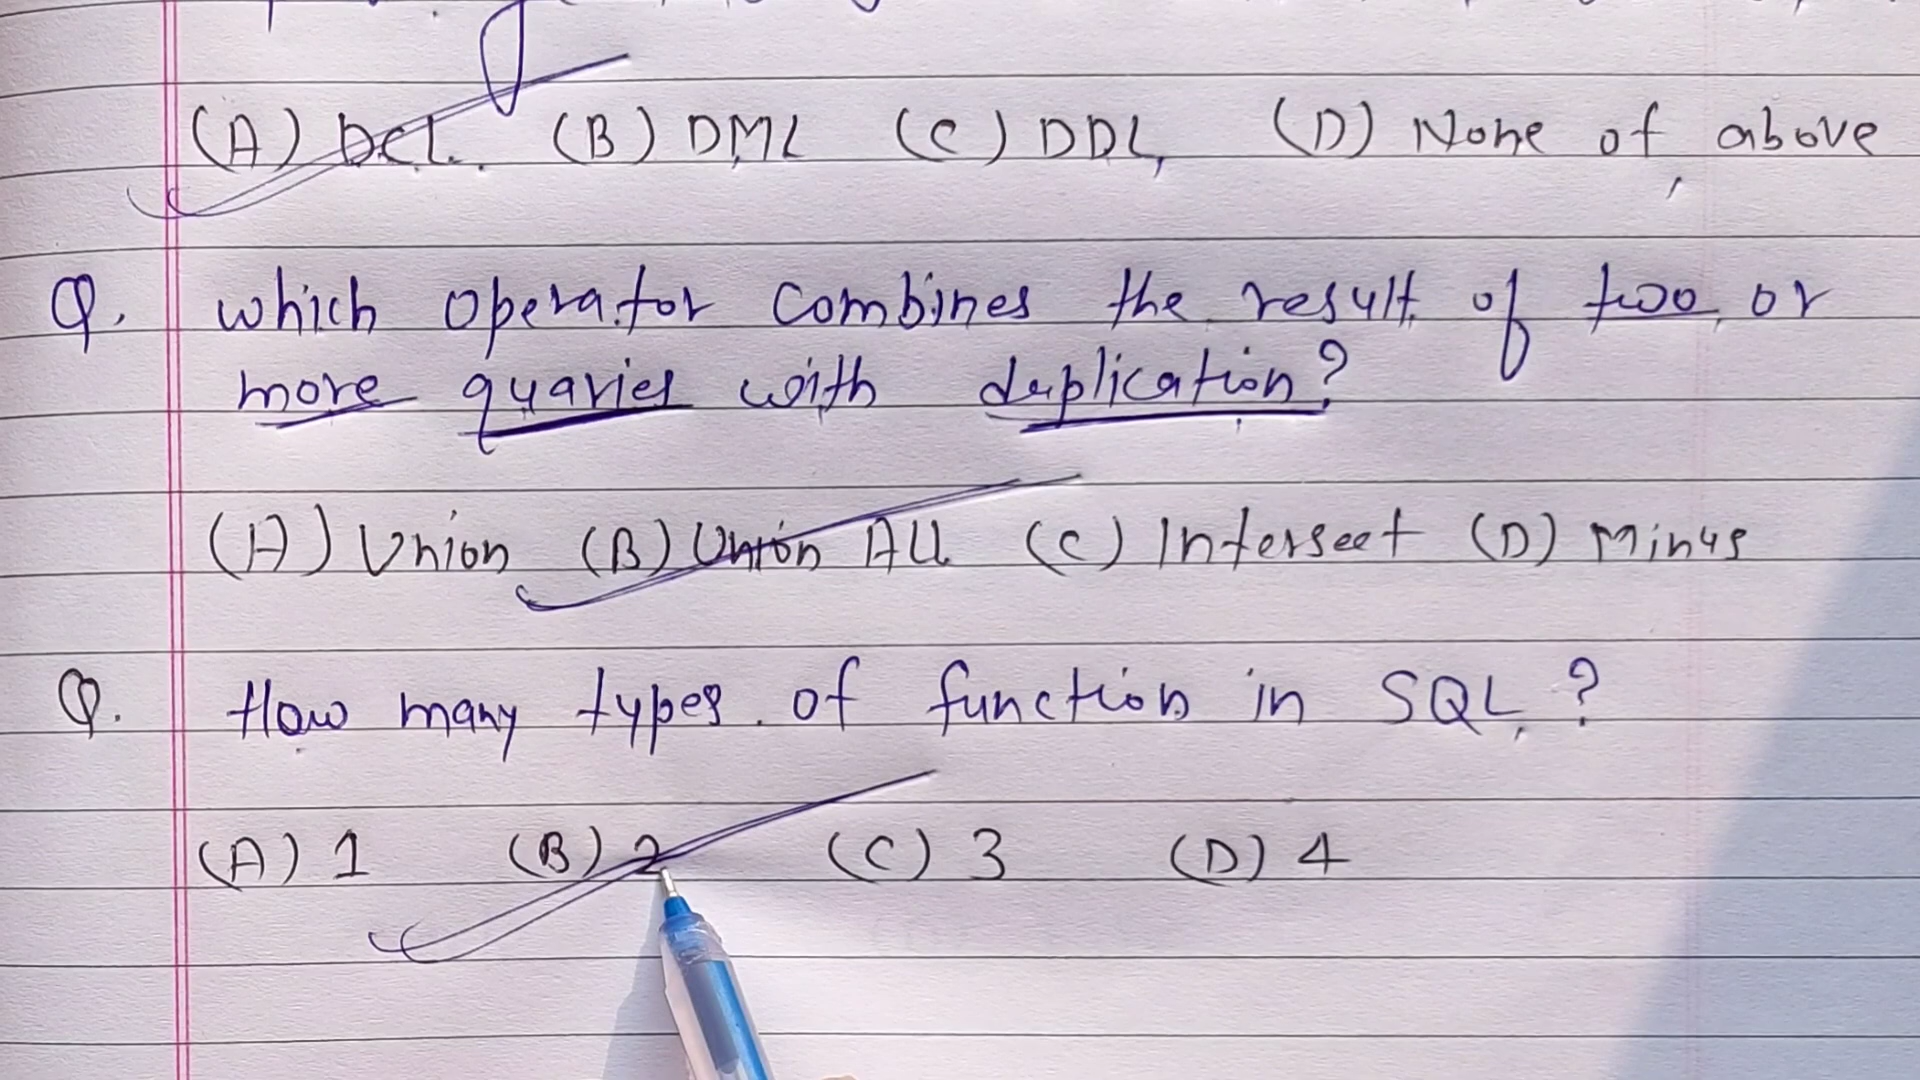 (A) DCL. (B) DML (C) DDL, (D) None of above
Q. which operator combines the result of two or
more quaries with duplication?
(A) Union (B) Union All (C) Intersect (D) Minus
Q. How many types of function in SQL?
(A) 1 (B) 2 (C) 3 (D) 4